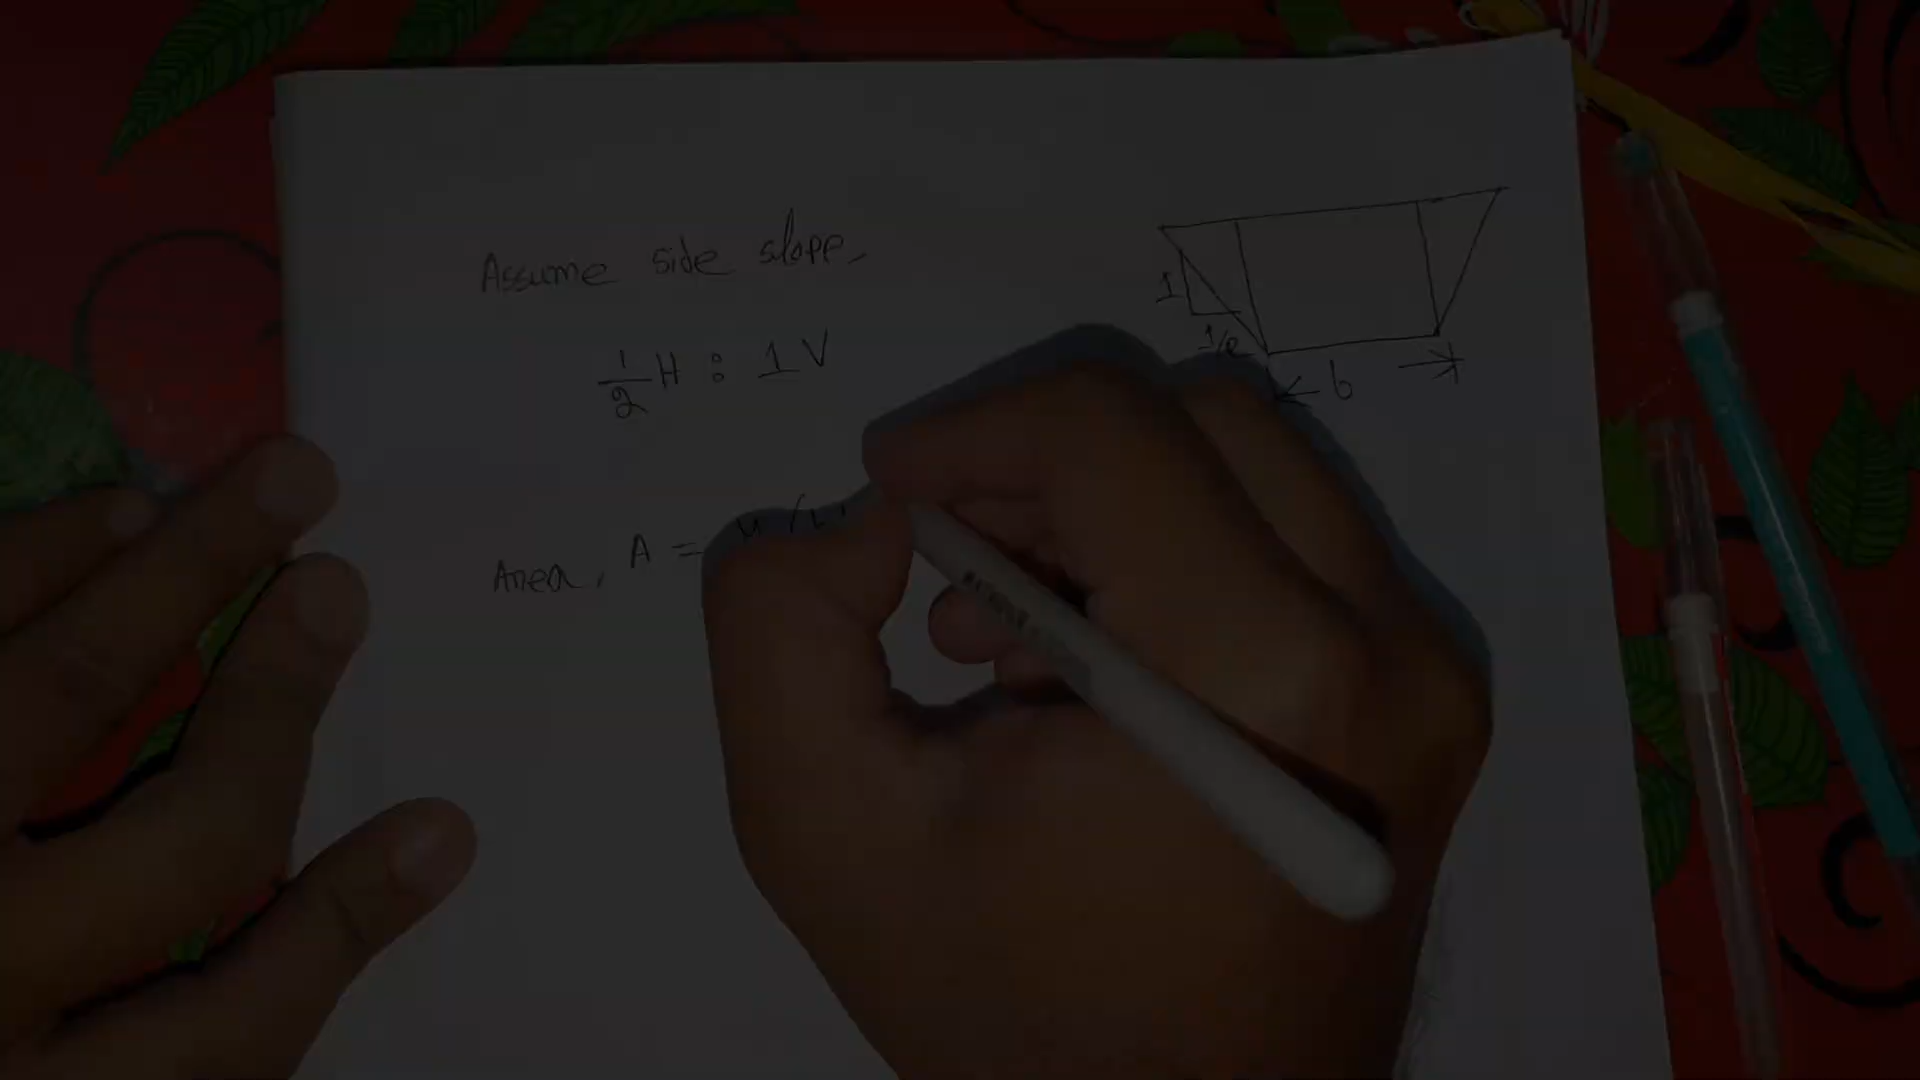 Assume side slope,
1/2 H : 1 V
Area, A =
1
1/2
b